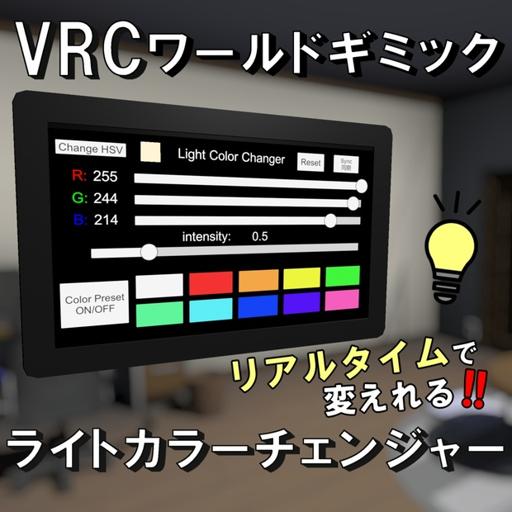 VRCワールドギミック
Change HSV
Light Color Changer
Reset
Sync
同期
R: 255
G: 244
B: 214
intensity: 0.5
Color Preset
ON/OFF
リアルタイムで
変えれる!!
ライトカラーチェンジャー